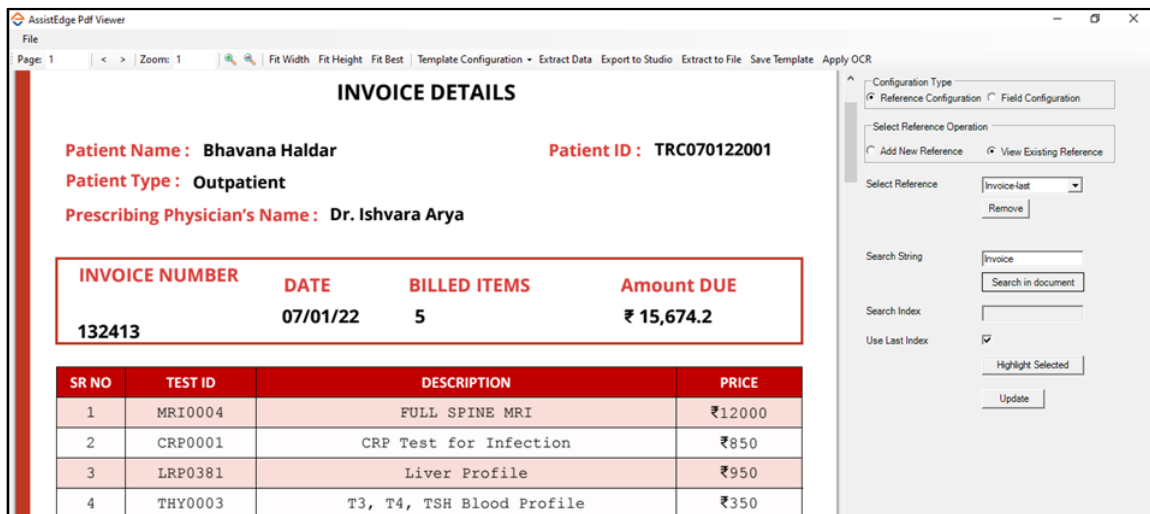 AssistEdge Pdf Viewer
File
Page: 1 < > Zoom: 1 Fit Width Fit Height Fit Best Template Configuration Extract Data Export to Studio Extract to File Save Template Apply OCR
INVOICE DETAILS
Patient Name : Bhavana Haldar Patient ID : TRC070122001
Patient Type : Outpatient
Prescribing Physician's Name : Dr. Ishvara Arya
INVOICE NUMBER DATE BILLED ITEMS Amount DUE
132413 07/01/22 5 ₹ 15,674.2
SR NO TEST ID DESCRIPTION PRICE
1 MRI0004 FULL SPINE MRI ₹12000
2 CRP0001 CRP Test for Infection ₹850
3 LRP0381 Liver Profile ₹950
4 THY0003 T3, T4, TSH Blood Profile ₹350
Configuration Type
Reference Configuration Field Configuration
Select Reference Operation
Add New Reference View Existing Reference
Select Reference Invoice-last
Remove
Search String Invoice
Search in document
Search Index
Use Last Index
Highlight Selected
Update